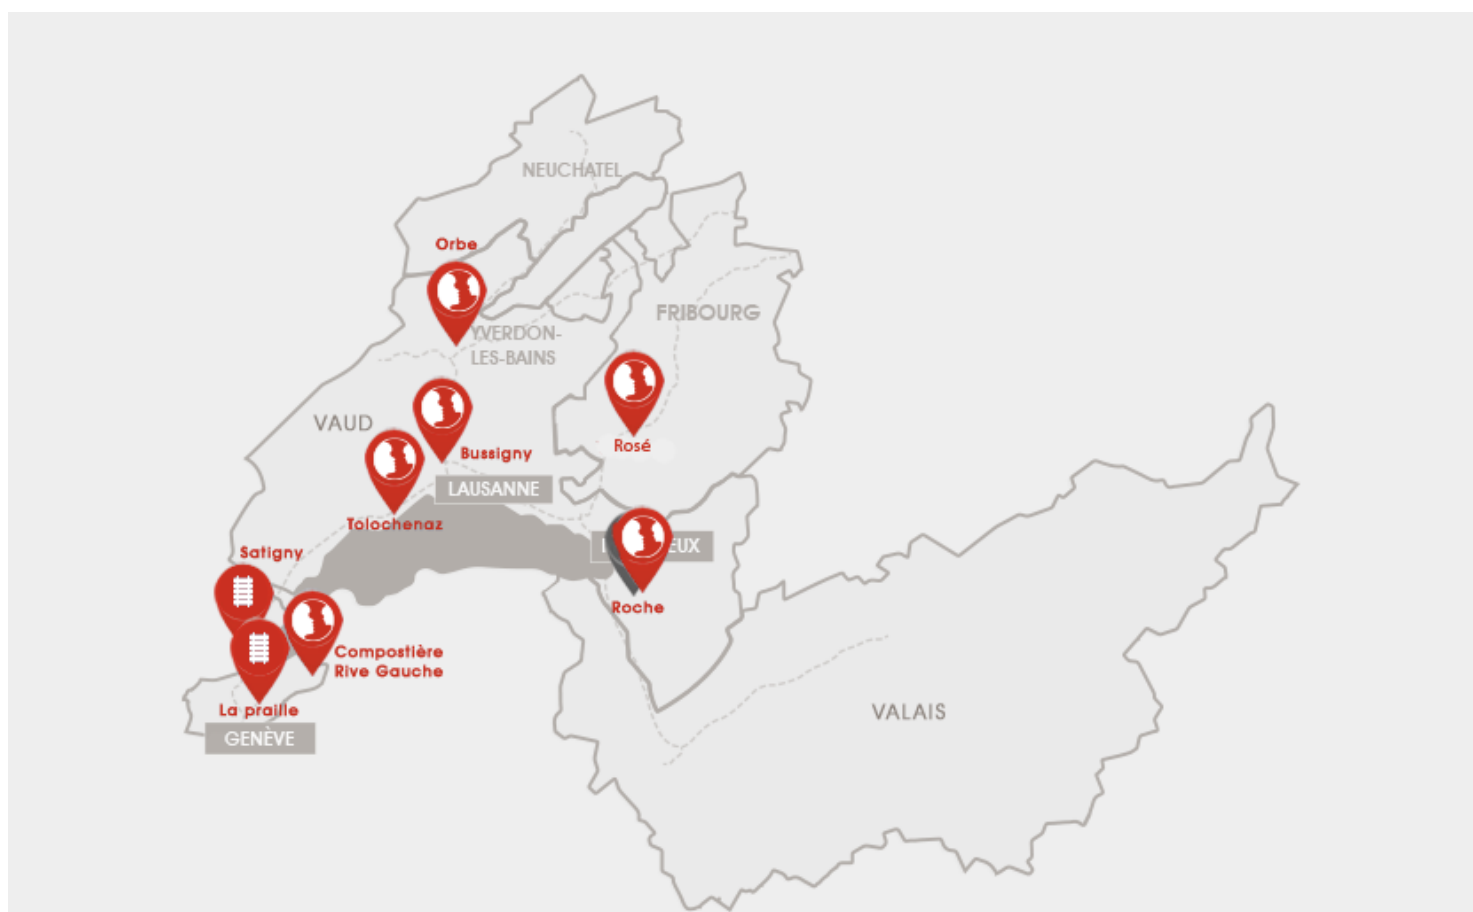 NEUCHATEL
Orbe
FRIBOURG
YVERDON-
LES-BAINS
VAUD
Rosé
Bussigny
LAUSANNE
Tolochenaz
EUX
Satigny
Roche
Compostière
Rive Gauche
La praille
VALAIS
GENÈVE